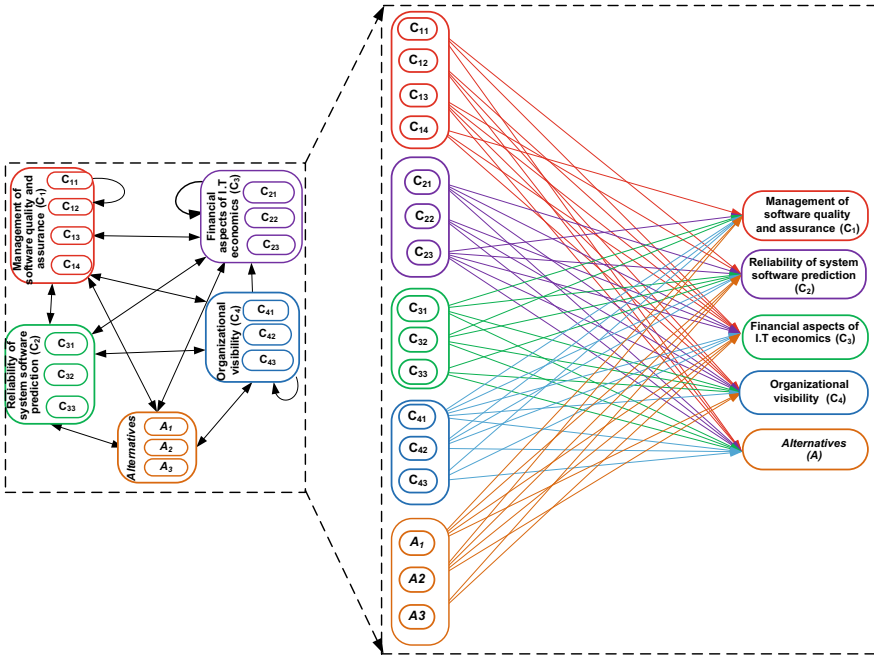 C11
C12
C13
C14
Management of
software quality and
assurance (C1)
Financial
aspects of I.T
economics (C3)
C21
C22
C23
Reliability of
system software
prediction (C2)
C31
C32
C33
Organizational
visibility (C4)
C41
C42
C43
Alternatives
A1
A2
A3
C11
C12
C13
C14
C21
C22
C23
C31
C32
C33
C41
C42
C43
A1
A2
A3
Management of
software quality
and assurance (C1)
Reliability of system
software prediction
(C2)
Financial aspects of
I.T economics (C3)
Organizational
visibility (C4)
Alternatives
(A)